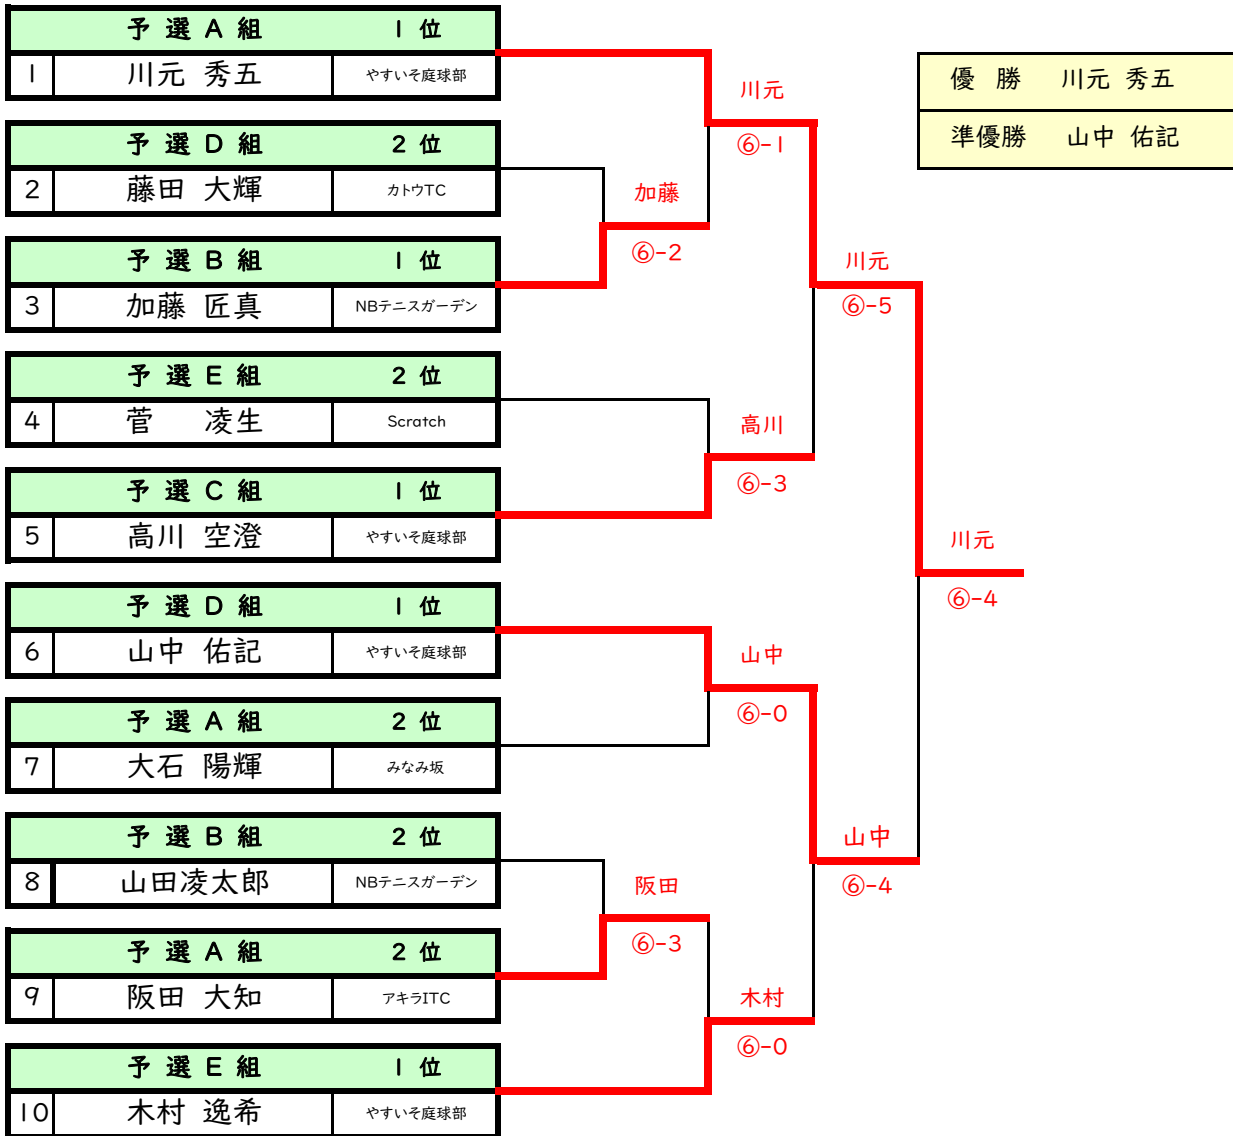 予選A組 1位
1 川元 秀五 やすいそ庭球部
予選D組 2位
2 藤田 大輝 カトウTC
予選B組 1位
3 加藤 匠真 NBテニスガーデン
予選E組 2位
4 菅 凌生 Scratch
予選C組 1位
5 高川 空澄 やすいそ庭球部
予選D組 1位
6 山中 佑記 やすいそ庭球部
予選A組 2位
7 大石 陽輝 みなみ坂
予選B組 2位
8 山田凌太郎 NBテニスガーデン
予選A組 2位
9 阪田 大知 アキラITC
予選E組 1位
10 木村 逸希 やすいそ庭球部
加藤
⑥-2
阪田
⑥-3
川元
⑥-1
高川
⑥-3
山中
⑥-0
木村
⑥-0
川元
⑥-5
山中
⑥-4
川元
⑥-4
優 勝 川元 秀五
準優勝 山中 佑記